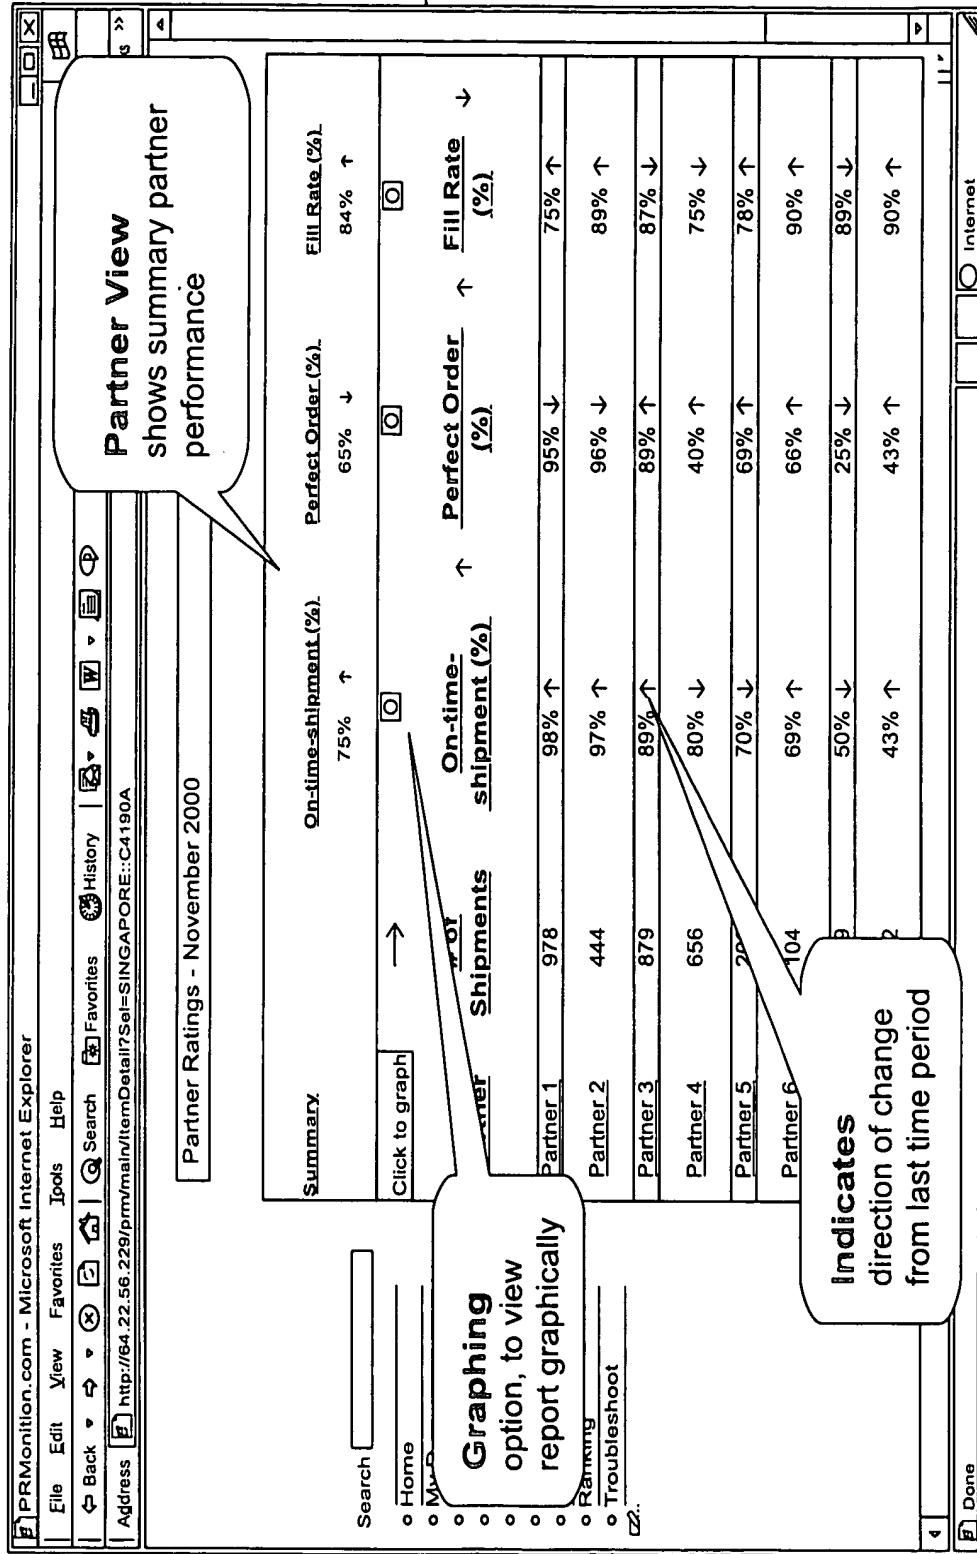 PRMonition.com - Microsoft Internet Explorer
File Edit View Favorites Tools Help
Back Search Favorites History W
Address http://64.22.56.229/prm/main/ItemDetail?Sel=SINGAPORE::C4190A
Partner View
shows summary partner
performance
Partner Ratings - November 2000
Search
Home
Ranking
Troubleshoot
Summary On-time-shipment (%) Perfect Order (%) Fill Rate (%)
75% ↑ 65% ↓ 84% ↑
Click to graph →
Shipments On-time-shipment (%) ↑ Perfect Order (%) ↑ Fill Rate (%) ↓
Partner 1 978 98% ↑ 95% ↓ 75% ↑
Partner 2 444 97% ↑ 96% ↓ 89% ↑
Partner 3 879 89% ↑ 89% ↑ 87% ↓
Partner 4 656 80% ↓ 40% ↑ 75% ↓
Partner 5 70% ↓ 69% ↑ 78% ↑
Partner 6 104 69% ↑ 66% ↑ 90% ↑
50% ↓ 25% ↓ 89% ↓
43% ↑ 43% ↑ 90% ↑
Graphing
option, to view
report graphically
Indicates
direction of change
from last time period
Done Internet